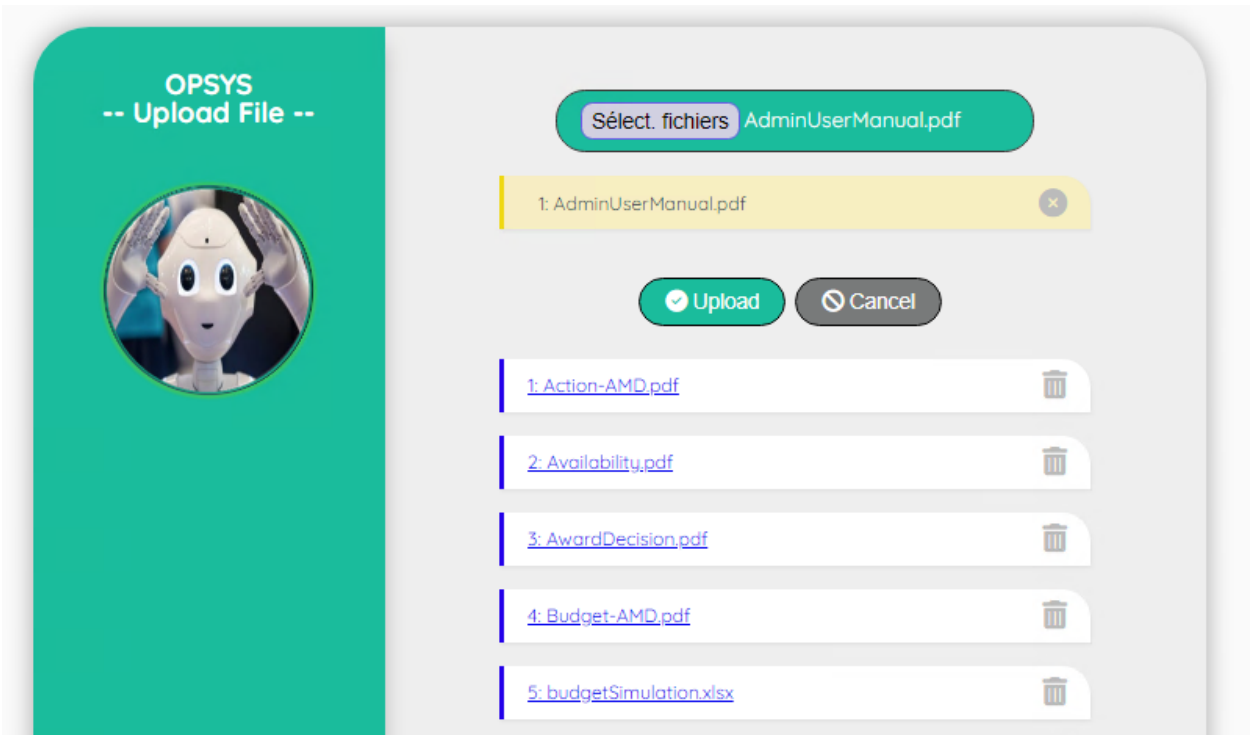 OPSYS
-- Upload File --
Sélect. fichiers AdminUserManual.pdf
1: AdminUserManual.pdf
Upload Cancel
1: Action-AMD.pdf
2: Availability.pdf
3: AwardDecision.pdf
4: Budget-AMD.pdf
5: budgetSimulation.xlsx